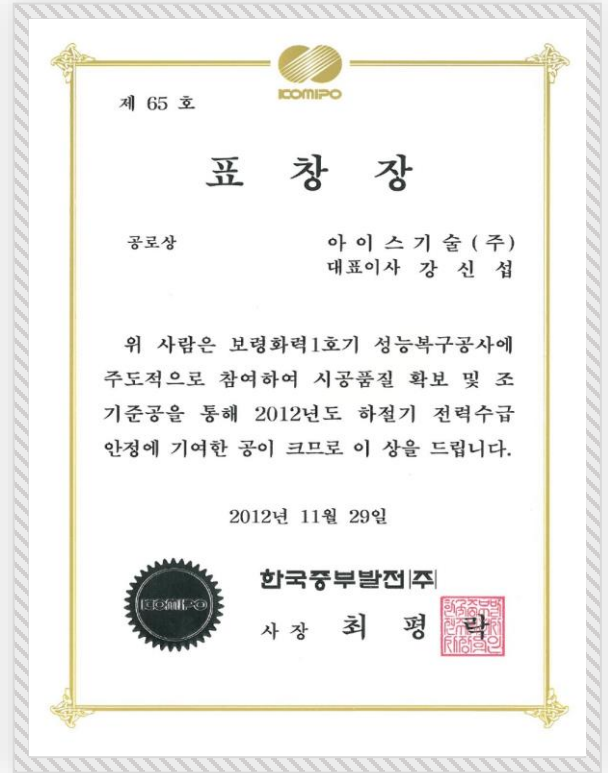 KOMIPO
제 65 호
표 창 장
공로상
아이스기술(주)
대표이사 강 신 섭
위 사람은 보령화력1호기 성능복구공사에
주도적으로 참여하여 시공품질 확보 및 조
기준공을 통해 2012년도 하절기 전력수급
안정에 기여한 공이 크므로 이 상을 드립니다.
2012년 11월 29일
KOMIPO
한국중부발전|주|
사 장 최 평 락